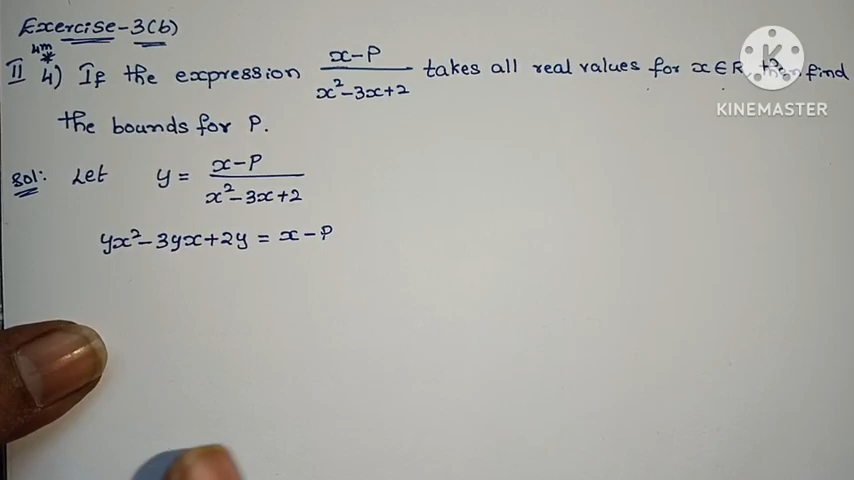 Exercise-3(b)
4m
*
II 4) If the expression x-P / x²-3x+2 takes all real values for x∈R, then find
the bounds for P.
Sol: Let y = x-P / x²-3x+2
yx²-3yx+2y = x-P
K
KINEMASTER